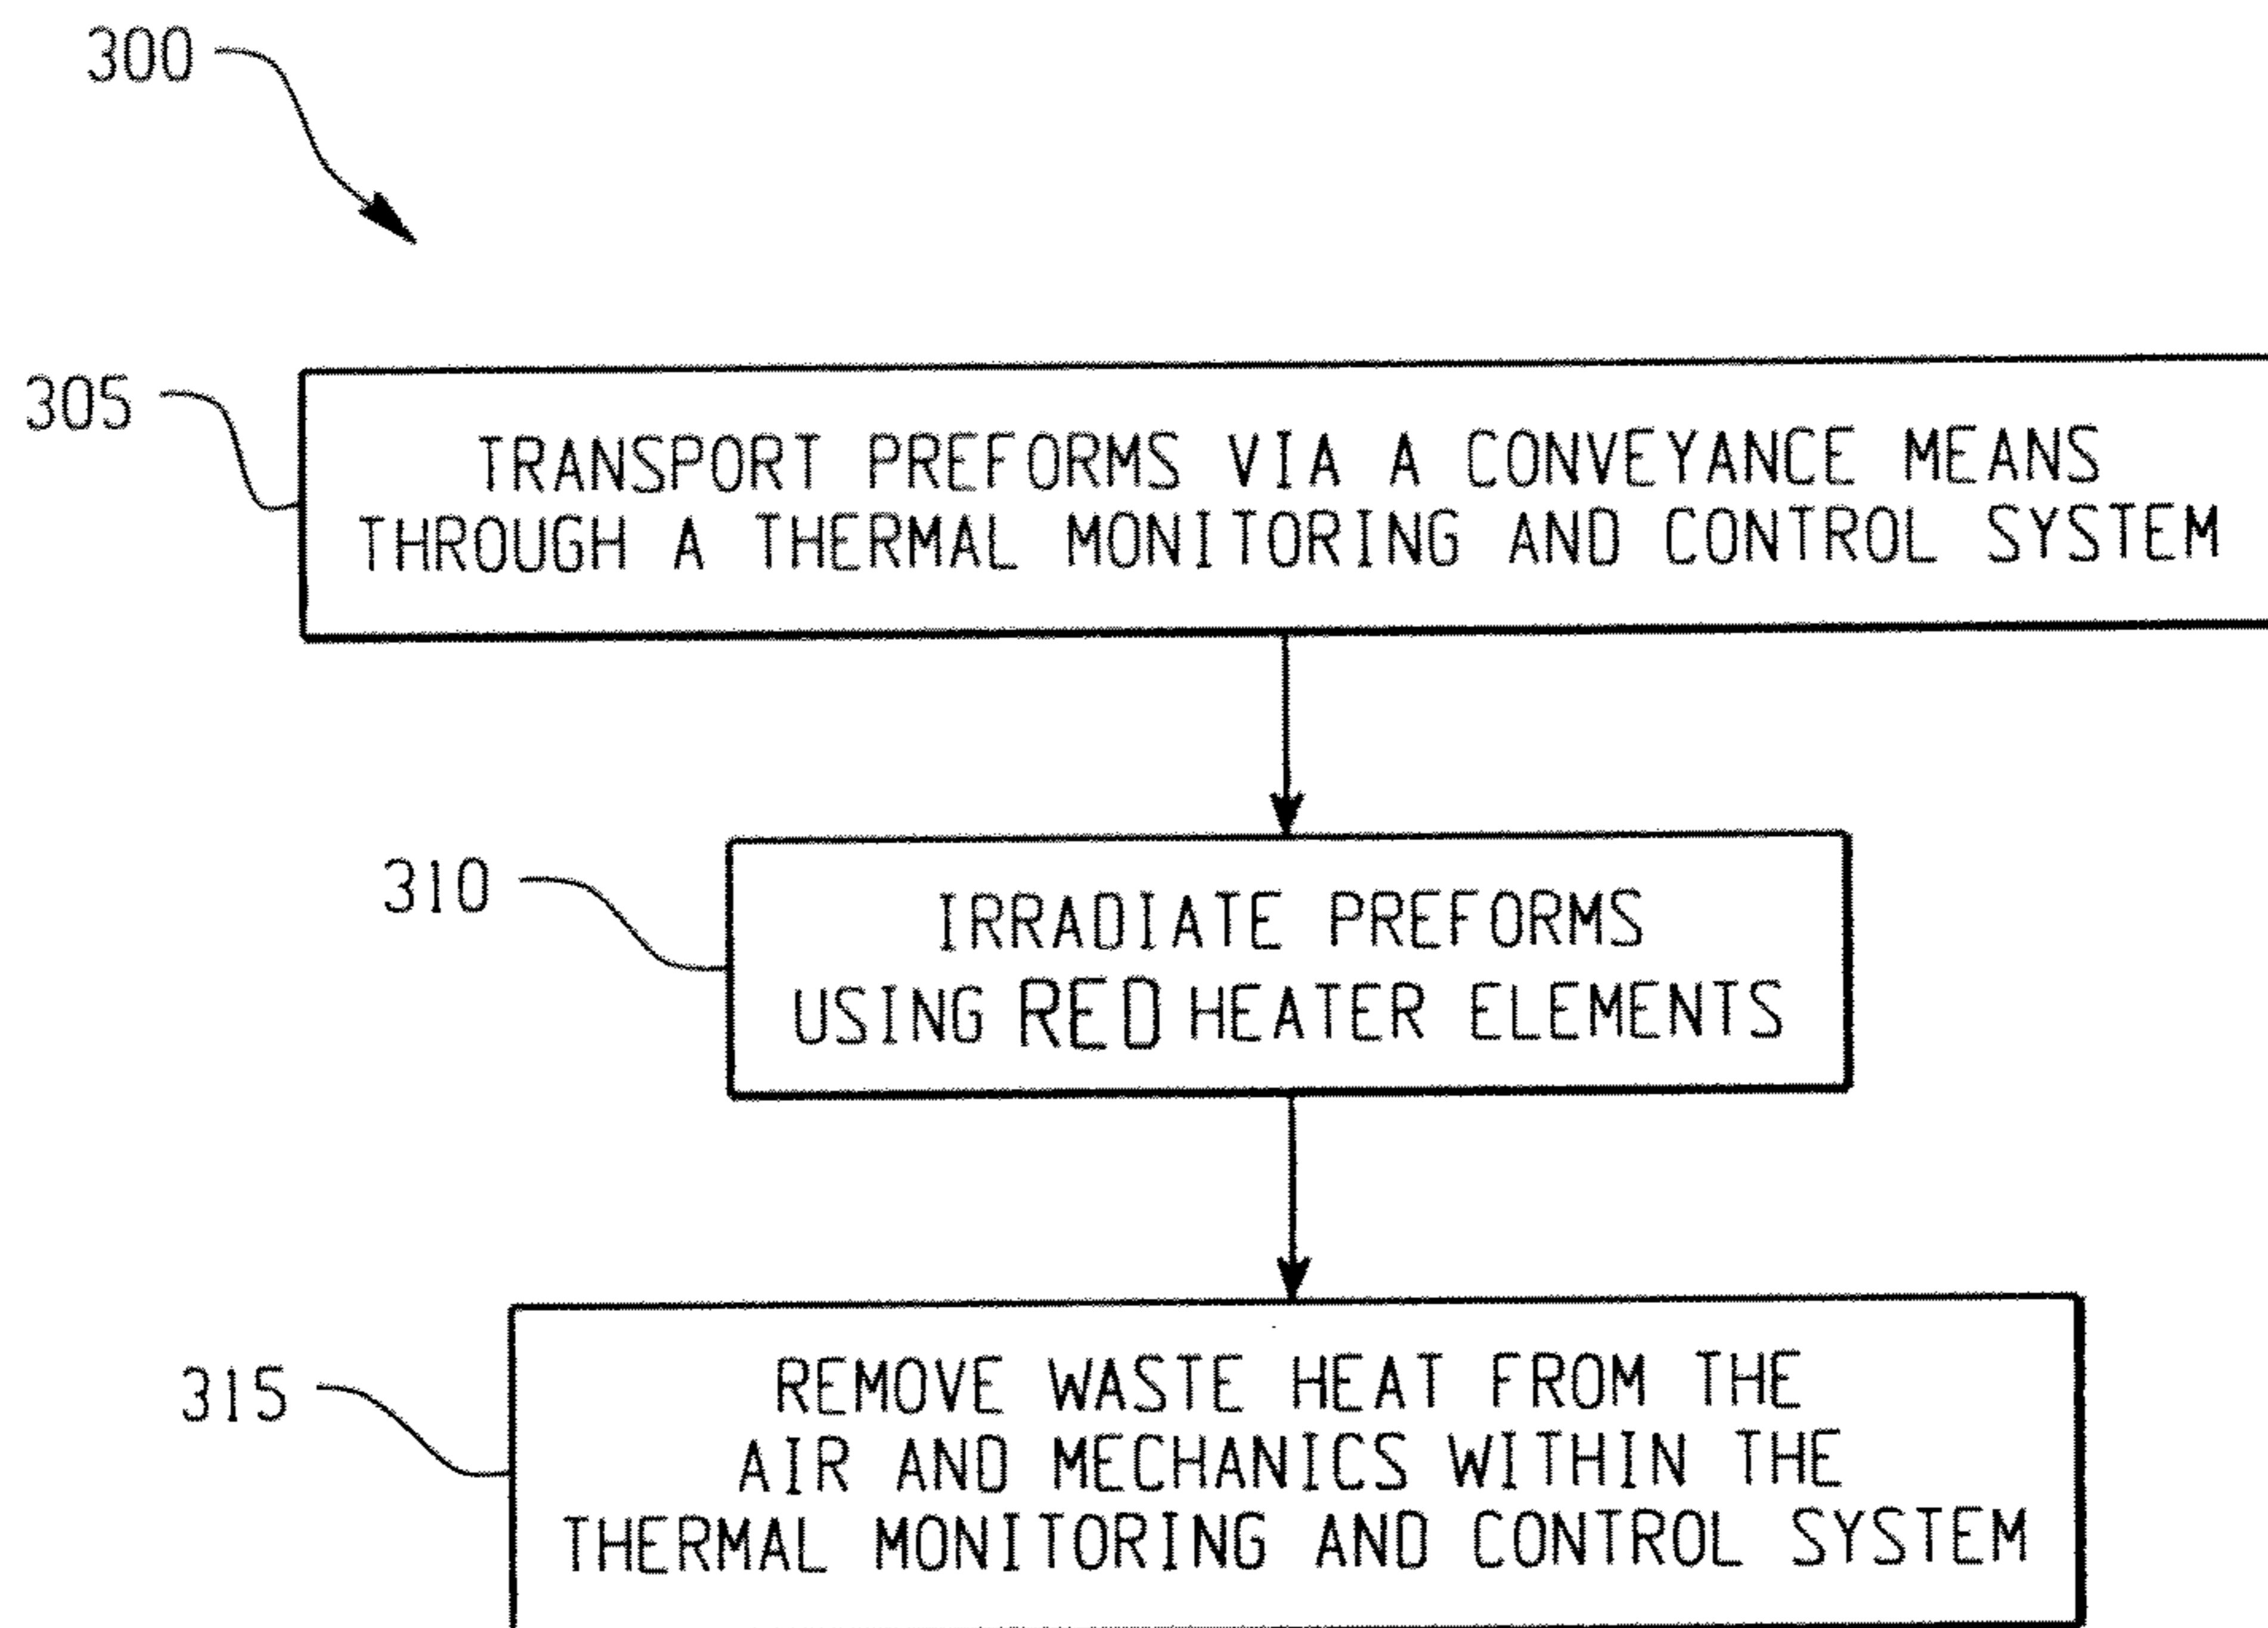 300
305
TRANSPORT PREFORMS VIA A CONVEYANCE MEANS
THROUGH A THERMAL MONITORING AND CONTROL SYSTEM
310
IRRADIATE PREFORMS
USING RED HEATER ELEMENTS
315
REMOVE WASTE HEAT FROM THE
AIR AND MECHANICS WITHIN THE
THERMAL MONITORING AND CONTROL SYSTEM